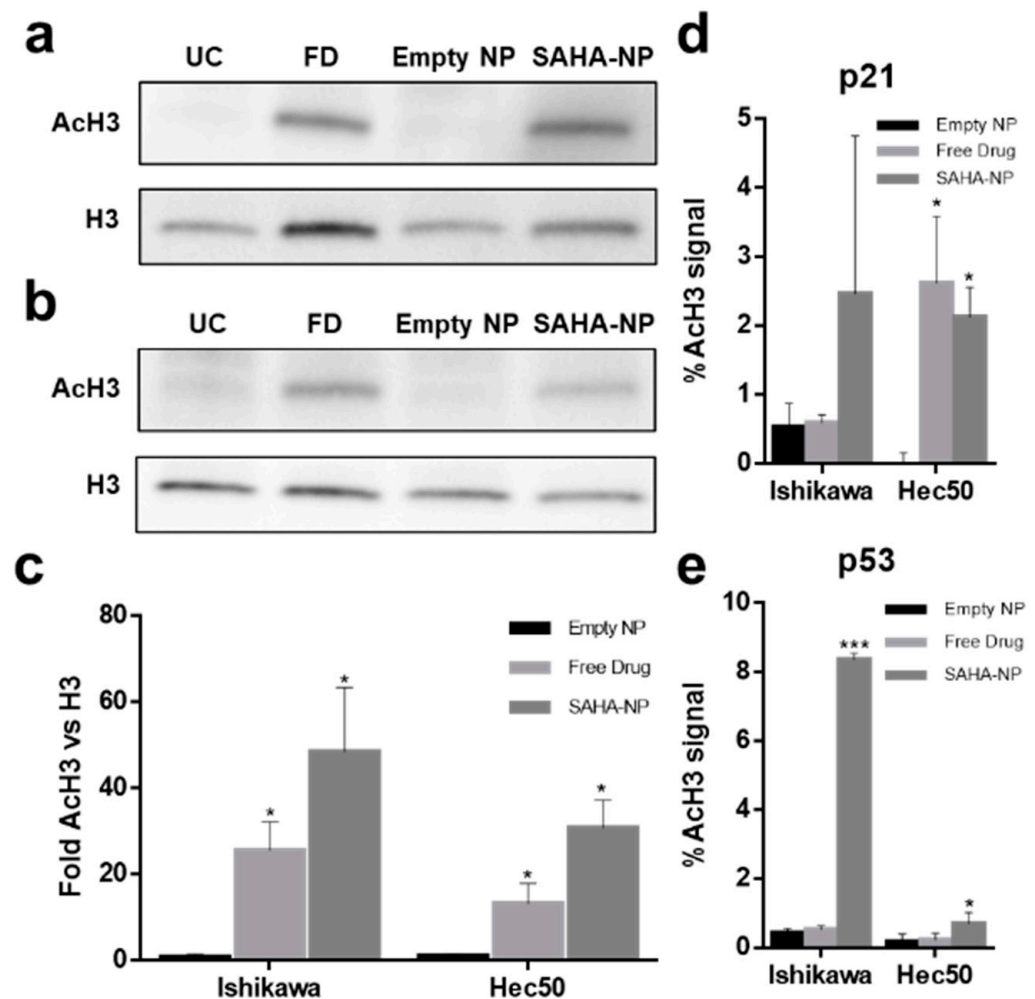 a
UC FD Empty NP SAHA-NP
AcH3
H3
b
UC FD Empty NP SAHA-NP
AcH3
H3
c
Fold AcH3 vs H3
80
60
40
20
0
Empty NP
Free Drug
SAHA-NP
* * * *
Ishikawa Hec50
d
p21
% AcH3 signal
5
4
3
2
1
0
Empty NP
Free Drug
SAHA-NP
* *
Ishikawa Hec50
e
p53
% AcH3 signal
10
8
6
4
2
0
Empty NP
Free Drug
SAHA-NP
*** *
Ishikawa Hec50